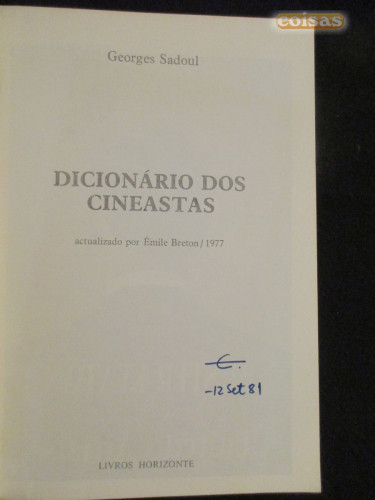 coisas
Georges Sadoul
DICIONÁRIO DOS
CINEASTAS
actualizado por Émile Breton/1977
-12 Set 81
LIVROS HORIZONTE